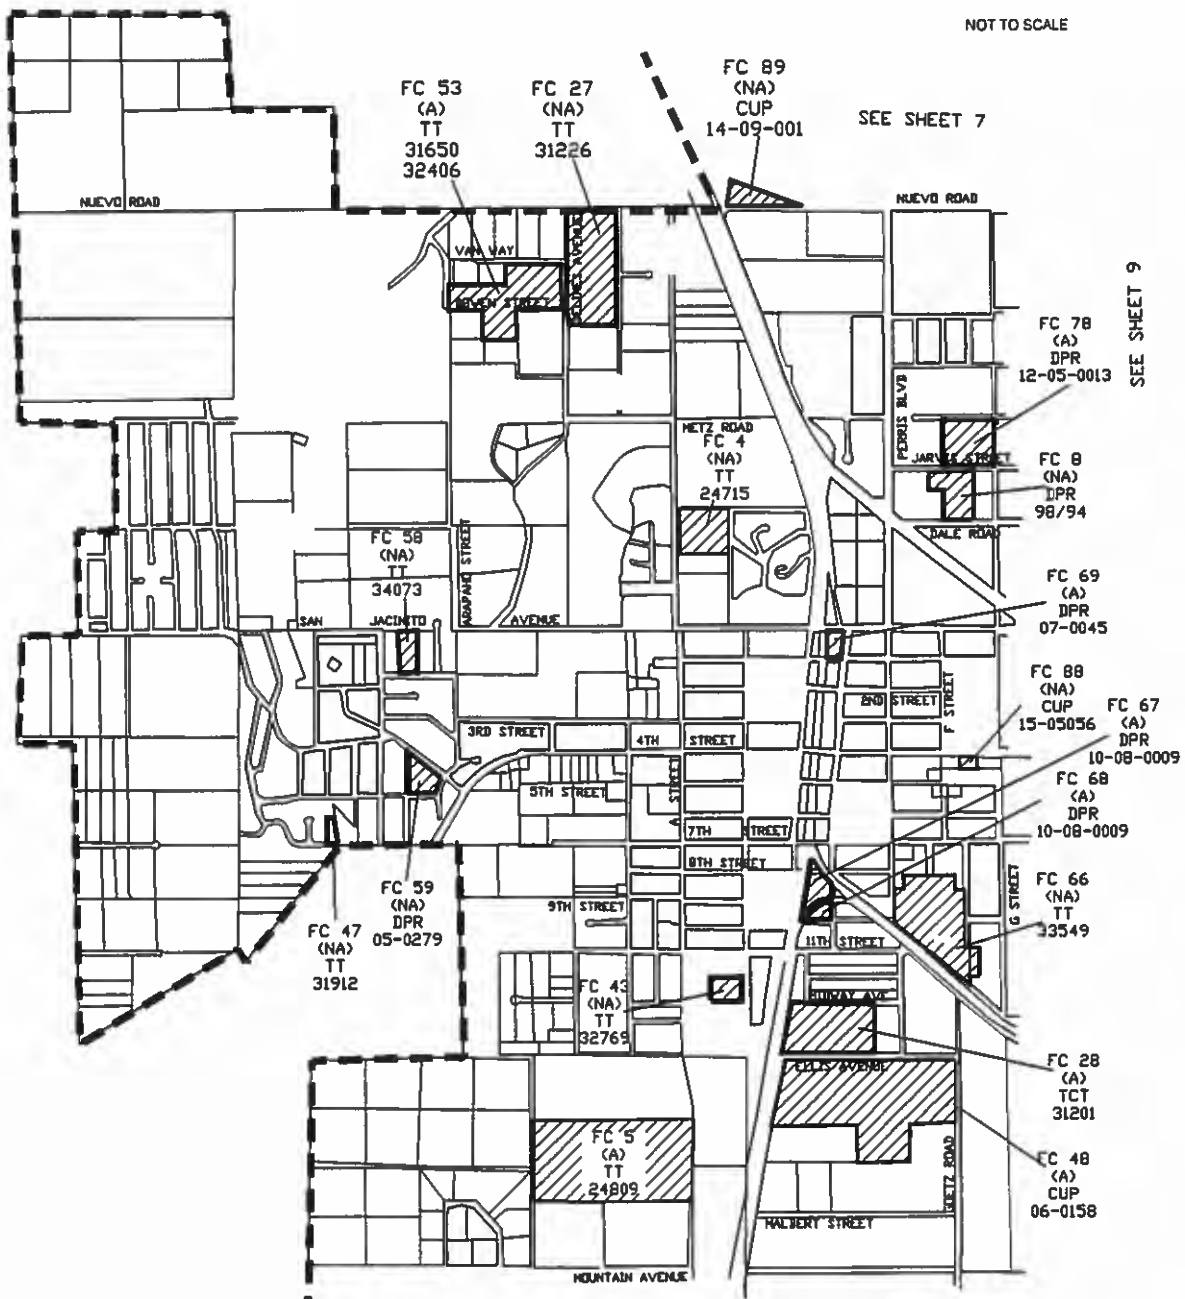 NOT TO SCALE
FC 53
(A)
TT
31650
32406
FC 27
(NA)
TT
31226
FC 89
(NA)
CUP
14-09-001
SEE SHEET 7
NUEVO ROAD
NUEVO ROAD
VAN WAY
STREET
AVENUE
SEE SHEET 9
FC 78
(A)
DPR
12-05-0013
PERRIS BLVD
METZ ROAD
FC 4
(NA)
TT
24715
JARVIS STREET
FC 8
(NA)
DPR
98/94
DALE ROAD
FC 58
(NA)
TT
34073
ARAPAHO STREET
SAN JACINTO AVENUE
FC 69
(A)
DPR
07-0045
FC 88
(NA)
CUP
15-05056
FC 67
(A)
DPR
10-08-0009
2ND STREET
F STREET
3RD STREET
4TH STREET
FC 68
(A)
DPR
10-08-0009
5TH STREET
A STREET
7TH STREET
8TH STREET
FC 59
(NA)
DPR
05-0279
9TH STREET
FC 66
(NA)
TT
33549
G STREET
FC 47
(NA)
TT
31912
11TH STREET
FC 43
(NA)
TT
32769
AVE
ELLIS AVENUE
FC 28
(A)
TCT
31201
FC 5
(A)
TT
24809
GOETZ ROAD
FC 48
(A)
CUP
06-0158
MALBERT STREET
MOUNTAIN AVENUE